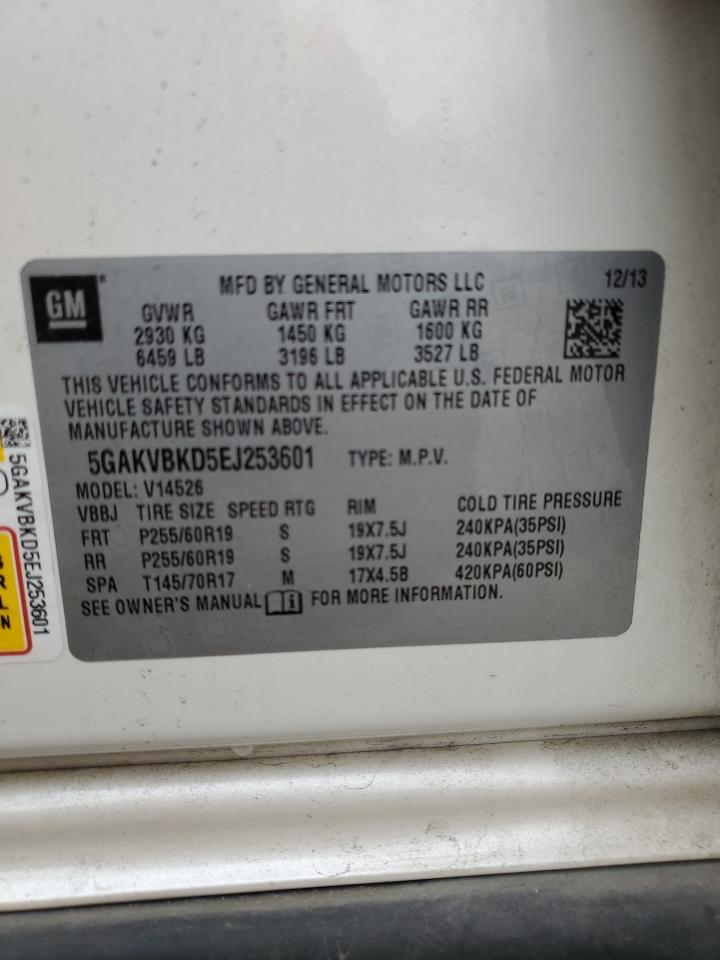 GM
MFD BY GENERAL MOTORS LLC 12/13
GVWR GAWR FRT GAWR RR
2930 KG 1450 KG 1600 KG
6459 LB 3196 LB 3527 LB
THIS VEHICLE CONFORMS TO ALL APPLICABLE U.S. FEDERAL MOTOR
VEHICLE SAFETY STANDARDS IN EFFECT ON THE DATE OF
MANUFACTURE SHOWN ABOVE.
5GAKVBKD5EJ253601 TYPE: M.P.V.
MODEL: V14526
VBBJ TIRE SIZE SPEED RTG RIM COLD TIRE PRESSURE
FRT P255/60R19 S 19X7.5J 240KPA(35PSI)
RR P255/60R19 S 19X7.5J 240KPA(35PSI)
SPA T145/70R17 M 17X4.5B 420KPA(60PSI)
SEE OWNER'S MANUAL i FOR MORE INFORMATION.
5GAKVBKD5EJ253601